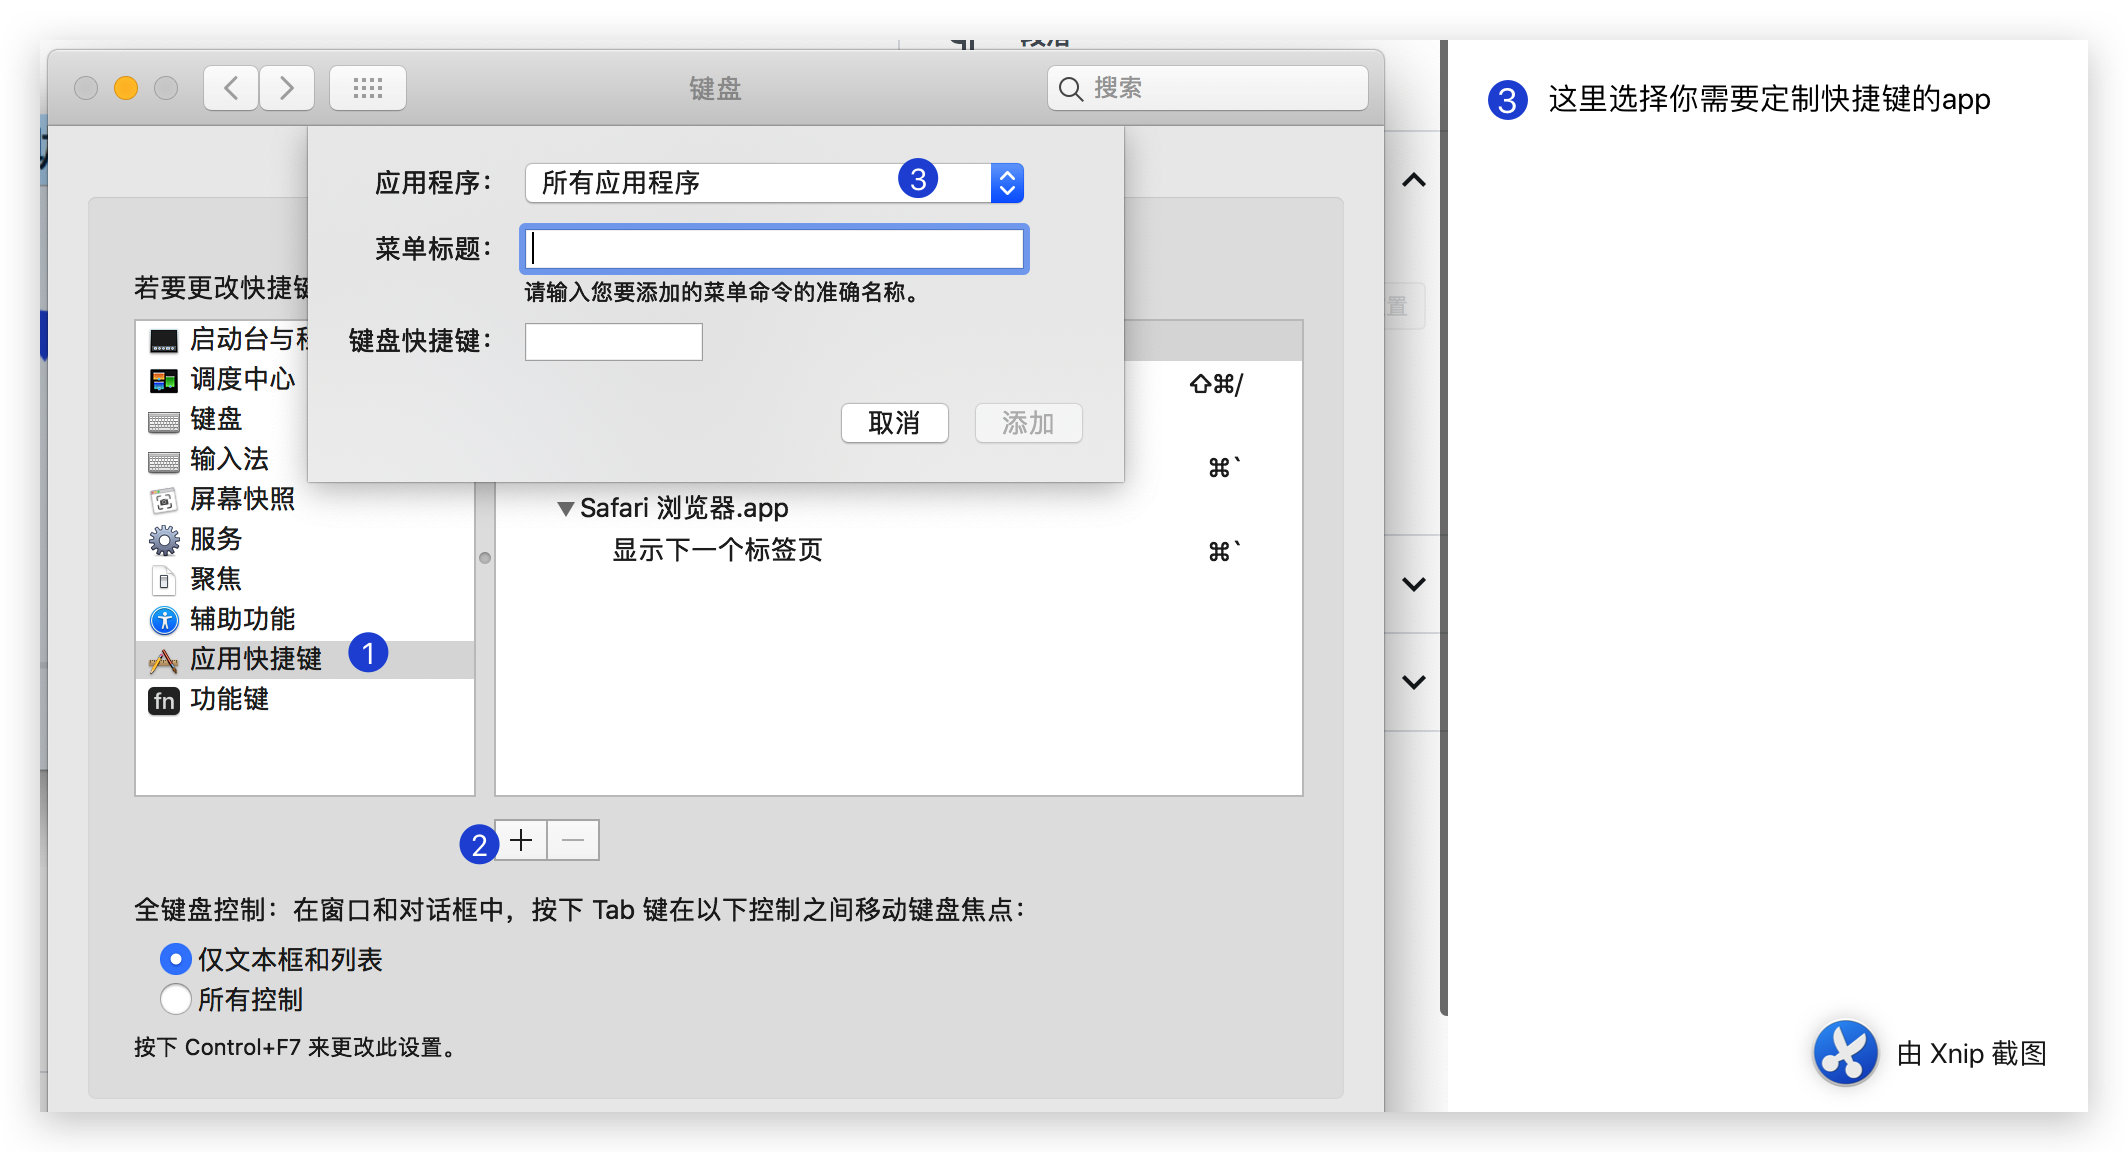 键盘
搜索
3 这里选择你需要定制快捷键的app
应用程序：
所有应用程序
3
菜单标题：
请输入您要添加的菜单命令的准确名称。
键盘快捷键：
取消
添加
若要更改快捷键
启动台与
调度中心
键盘
输入法
屏幕快照
服务
聚焦
辅助功能
应用快捷键 1
fn 功能键
⇧⌘/
⌘`
▼Safari 浏览器.app
显示下一个标签页 ⌘`
置
2 + −
全键盘控制：在窗口和对话框中，按下 Tab 键在以下控制之间移动键盘焦点：
仅文本框和列表
所有控制
按下 Control+F7 来更改此设置。
由 Xnip 截图